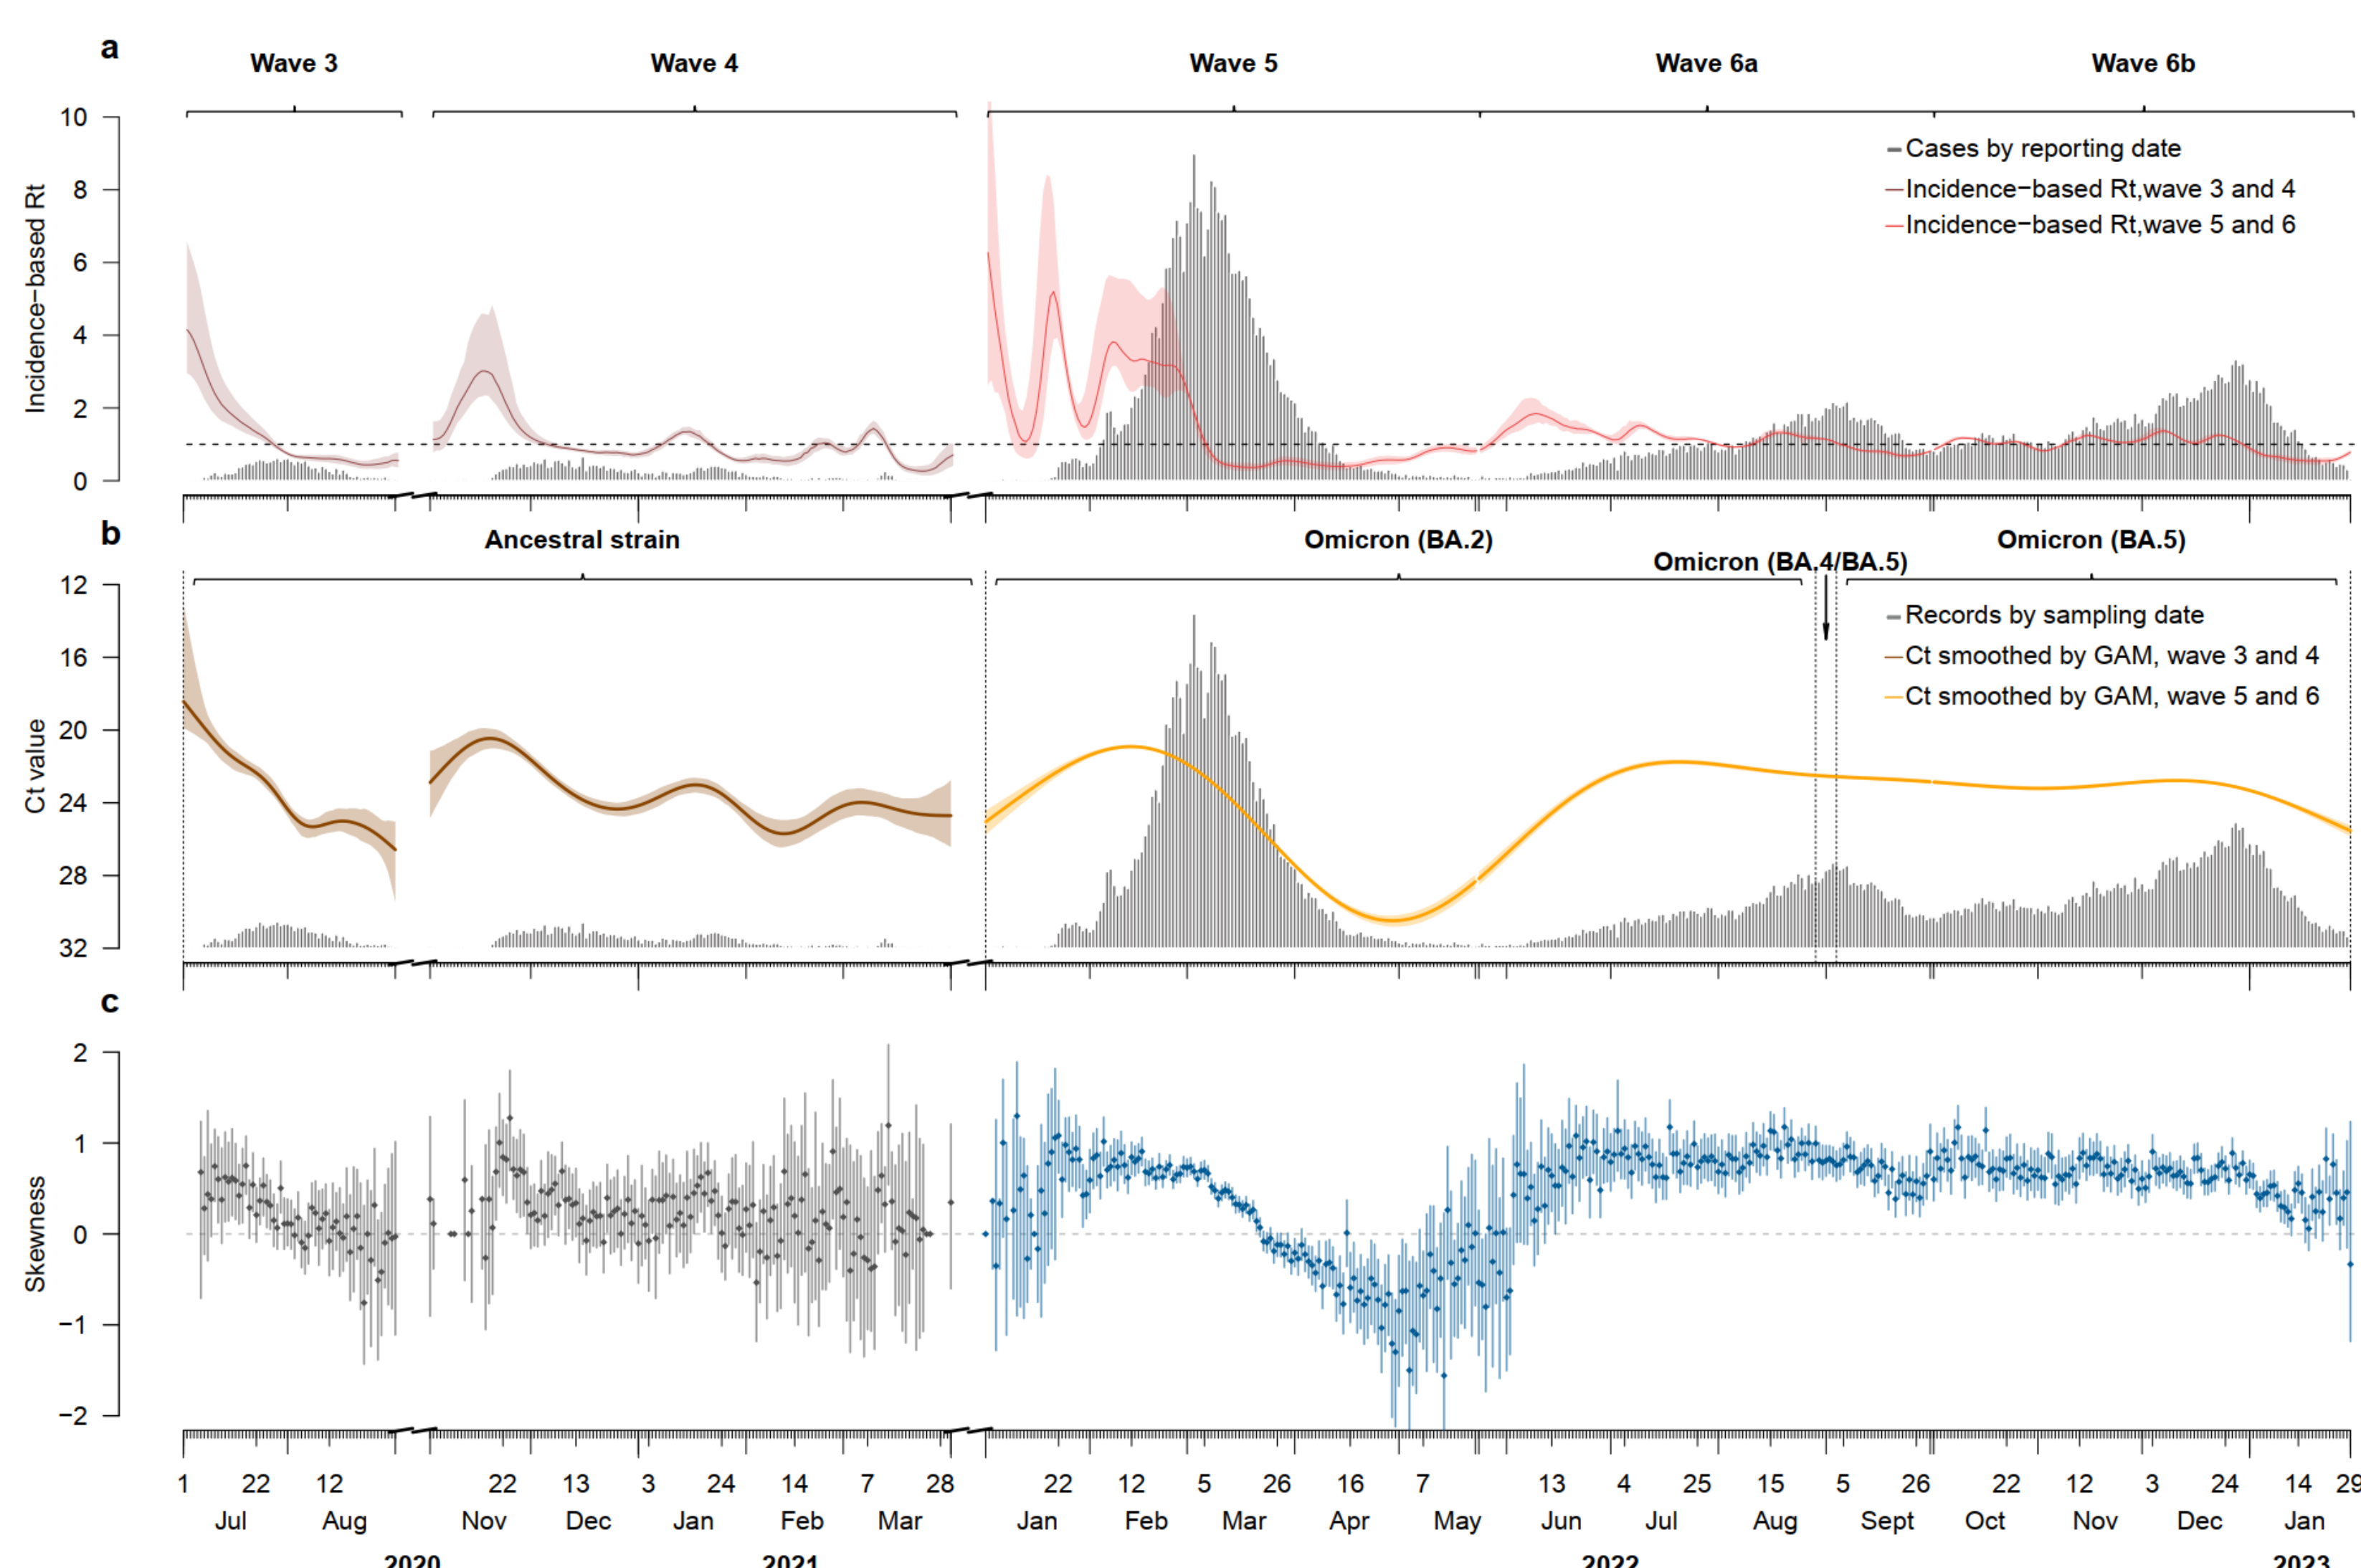 a
Wave 3 Wave 4 Wave 5 Wave 6a Wave 6b
10
8
6
4
2
0
Incidence−based Rt
Cases by reporting date
Incidence−based Rt,wave 3 and 4
Incidence−based Rt,wave 5 and 6
b
Ancestral strain Omicron (BA.2) Omicron (BA.5)
Omicron (BA.4/BA.5)
12
16
20
24
28
32
Ct value
Records by sampling date
Ct smoothed by GAM, wave 3 and 4
Ct smoothed by GAM, wave 5 and 6
c
2
1
0
−1
−2
Skewness
1 22 12 22 13 3 24 14 7 28 22 12 5 26 16 7 13 4 25 15 5 26 22 12 3 24 14 29
Jul Aug Nov Dec Jan Feb Mar Jan Feb Mar Apr May Jun Jul Aug Sept Oct Nov Dec Jan
2020 2021 2022 2023